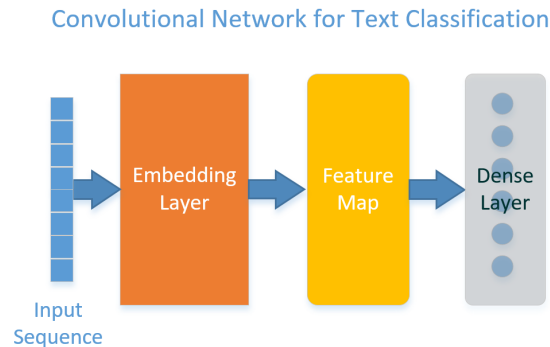 Convolutional Network for Text Classification
Embedding
Layer
Feature
Map
Dense
Layer
Input
Sequence